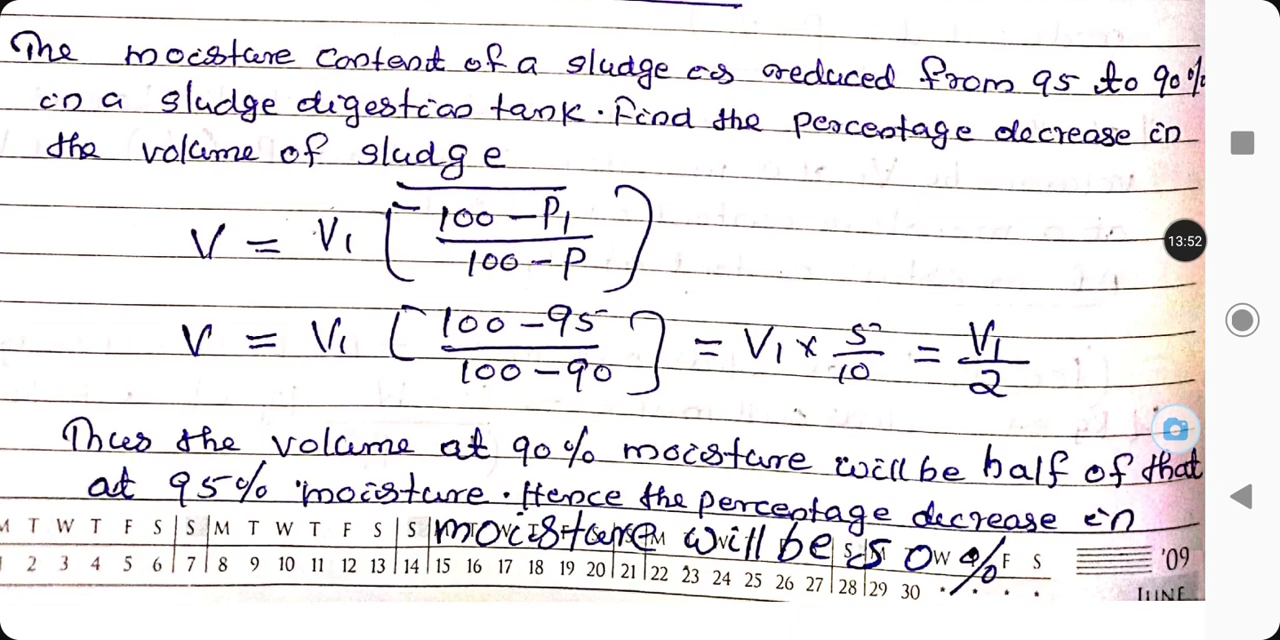 The moisture content of a sludge is reduced from 95 to 90%
in a sludge digestion tank. Find the percentage decrease in
the volume of sludge
V = V1 [ 100 - P1 / 100 - P ]
13:52
V = V1 [ 100 - 95 / 100 - 90 ] = V1 × 5 / 10 = V1 / 2
Thus the volume at 90% moisture will be half of that
at 95% moisture. Hence the percentage decrease in
moisture will be 50%
T W T F S S M T W T F S S
2 3 4 5 6 7 8 9 10 11 12 13 14 15 16 17 18 19 20 21 22 23 24 25 26 27 28 29 30
'09
JUNE